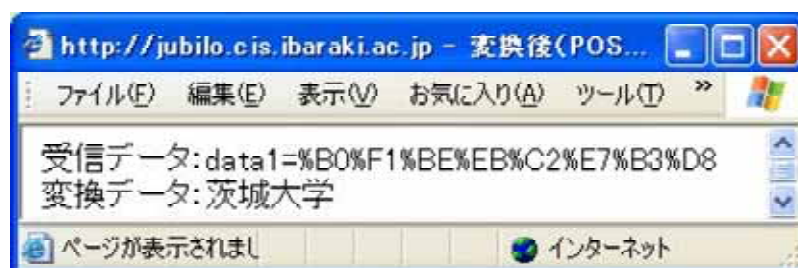 http://jubilo.cis.ibaraki.ac.jp - 変換後(POS...
ファイル(F) 編集(E) 表示(V) お気に入り(A) ツール(T) »
受信データ:data1=%B0%F1%BE%EB%C2%E7%B3%D8
変換データ:茨城大学
ページが表示されまし インターネット